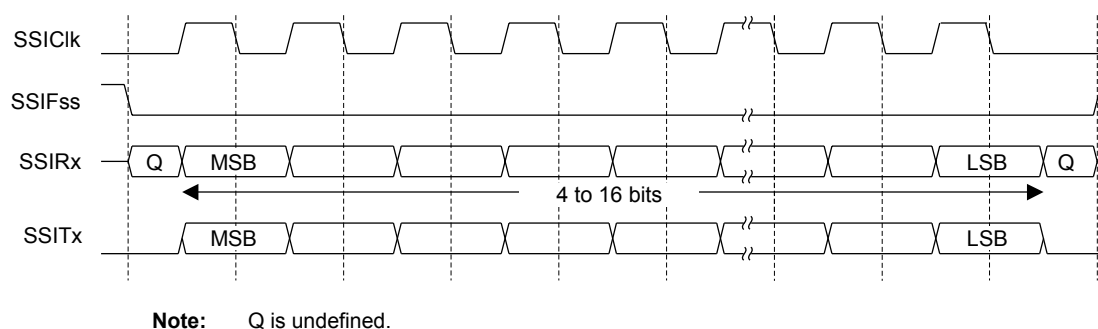 SSIClk
SSIFss
SSIRx Q MSB LSB Q
4 to 16 bits
SSITx MSB LSB
Note: Q is undefined.